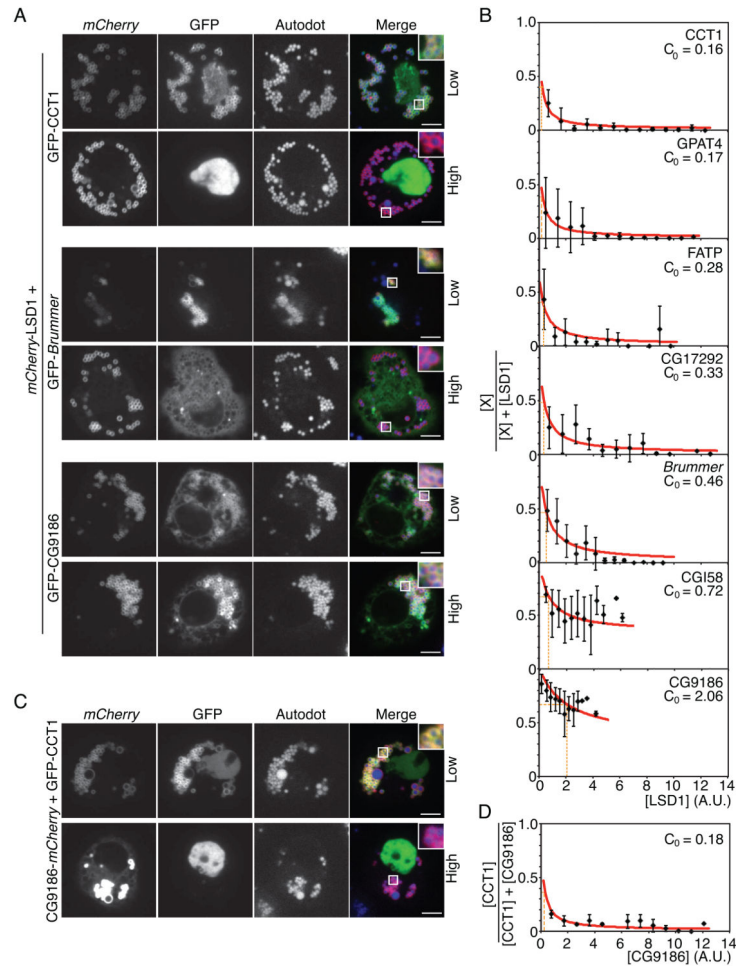 A
mCherry
GFP
Autodot
Merge
mCherry-LSD1 +
GFP-CCT1
Low
High
GFP-Brummer
Low
High
GFP-CG9186
Low
High
C
mCherry
GFP
Autodot
Merge
CG9186-mCherry + GFP-CCT1
Low
High
B
1.0
CCT1
C0 = 0.16
0.5
0
GPAT4
C0 = 0.17
0.5
0
FATP
C0 = 0.28
0.5
0
[X]
[X] + [LSD1]
CG17292
C0 = 0.33
0.5
0
Brummer
C0 = 0.46
0.5
0
CGI58
C0 = 0.72
0.5
0
CG9186
C0 = 2.06
0.5
0
0 2 4 6 8 10 12 14
[LSD1] (A.U.)
D
[CCT1]
[CCT1] + [CG9186]
1.0
C0 = 0.18
0.5
0
0 2 4 6 8 10 12 14
[CG9186] (A.U.)